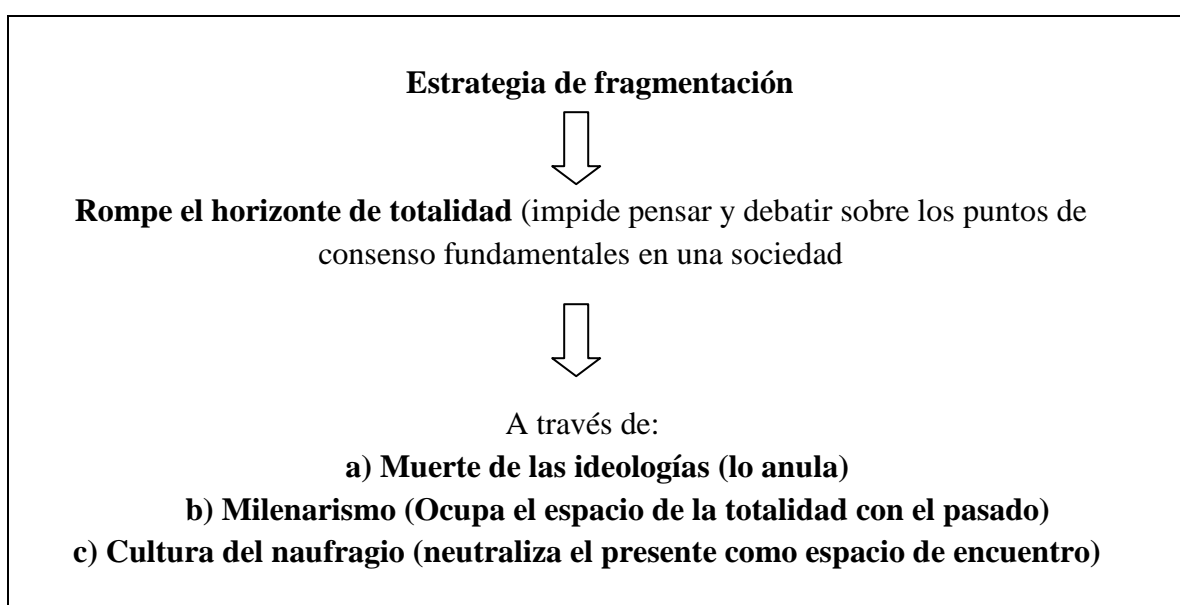 Estrategia de fragmentación
Rompe el horizonte de totalidad (impide pensar y debatir sobre los puntos de
consenso fundamentales en una sociedad
A través de:
a) Muerte de las ideologías (lo anula)
b) Milenarismo (Ocupa el espacio de la totalidad con el pasado)
c) Cultura del naufragio (neutraliza el presente como espacio de encuentro)